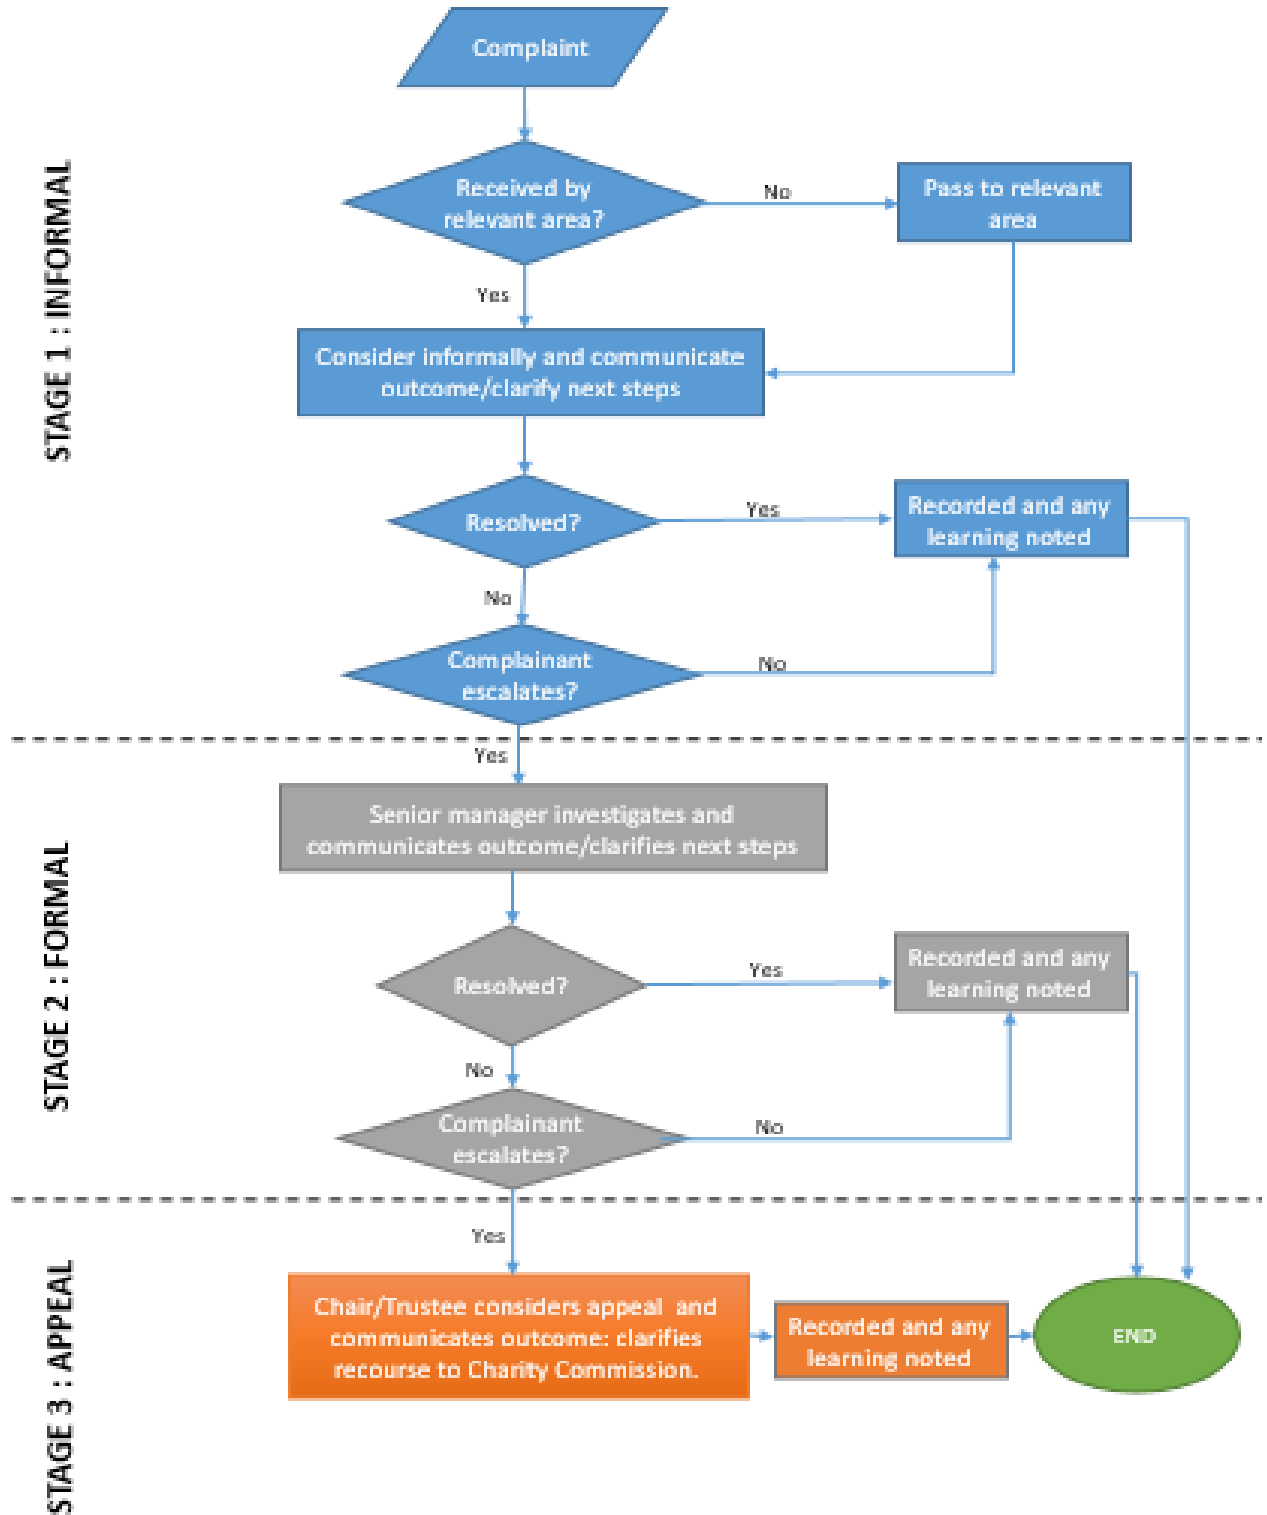 Complaint
STAGE 1 : INFORMAL
Received by
relevant area?
No
Pass to relevant
area
Yes
Consider informally and communicate
outcome/clarify next steps
Resolved?
Yes
Recorded and any
learning noted
No
Complainant
escalates?
No
Yes
STAGE 2 : FORMAL
Senior manager investigates and
communicates outcome/clarifies next steps
Resolved?
Yes
Recorded and any
learning noted
No
Complainant
escalates?
No
Yes
STAGE 3 : APPEAL
Chair/Trustee considers appeal and
communicates outcome: clarifies
recourse to Charity Commission.
Recorded and any
learning noted
END